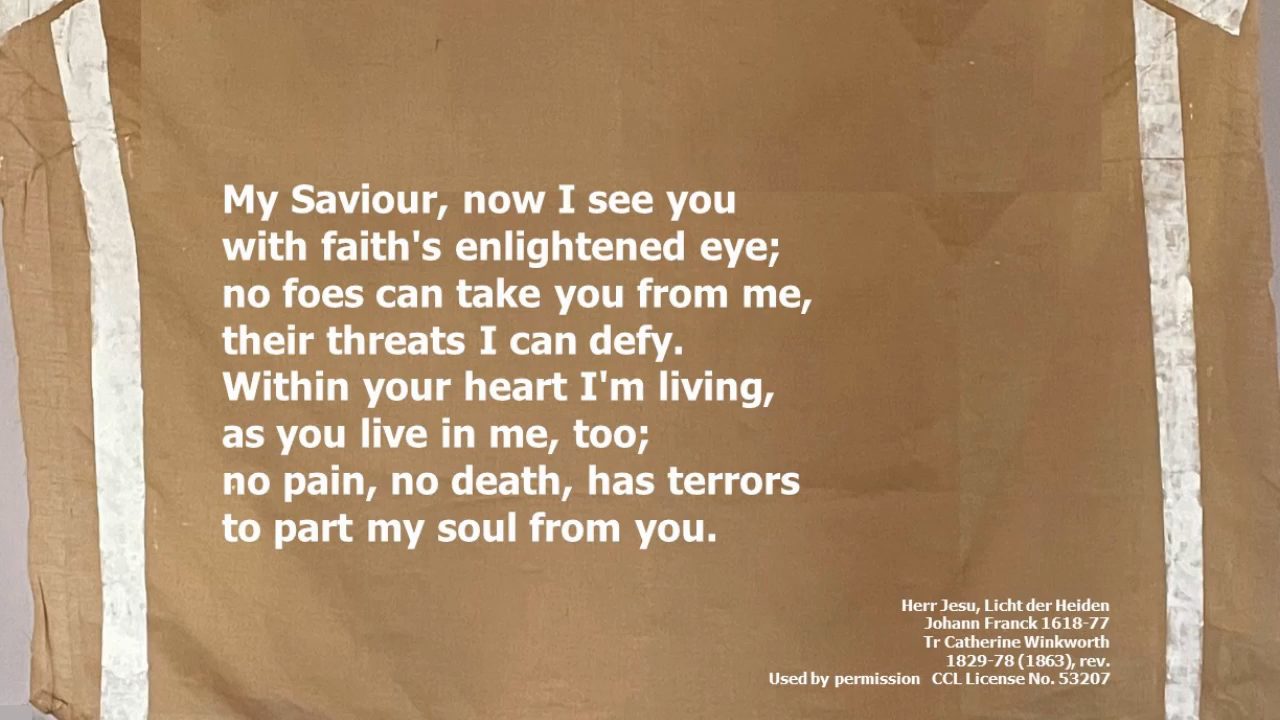 My Saviour, now I see you
with faith's enlightened eye;
no foes can take you from me,
their threats I can defy.
Within your heart I'm living,
as you live in me, too;
no pain, no death, has terrors
to part my soul from you.
Herr Jesu, Licht der Heiden
Johann Franck 1618-77
Tr Catherine Winkworth
1829-78 (1863), rev.
Used by permission CCL License No. 53207